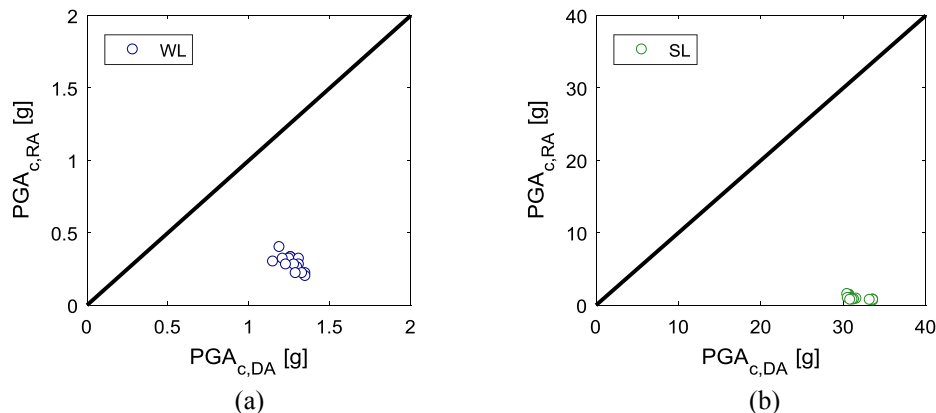 2
WL
1.5
PGA_c,RA [g]
1
0.5
0
0 0.5 1 1.5 2
PGA_c,DA [g]
(a)
40
SL
30
PGA_c,RA [g]
20
10
0
0 10 20 30 40
PGA_c,DA [g]
(b)